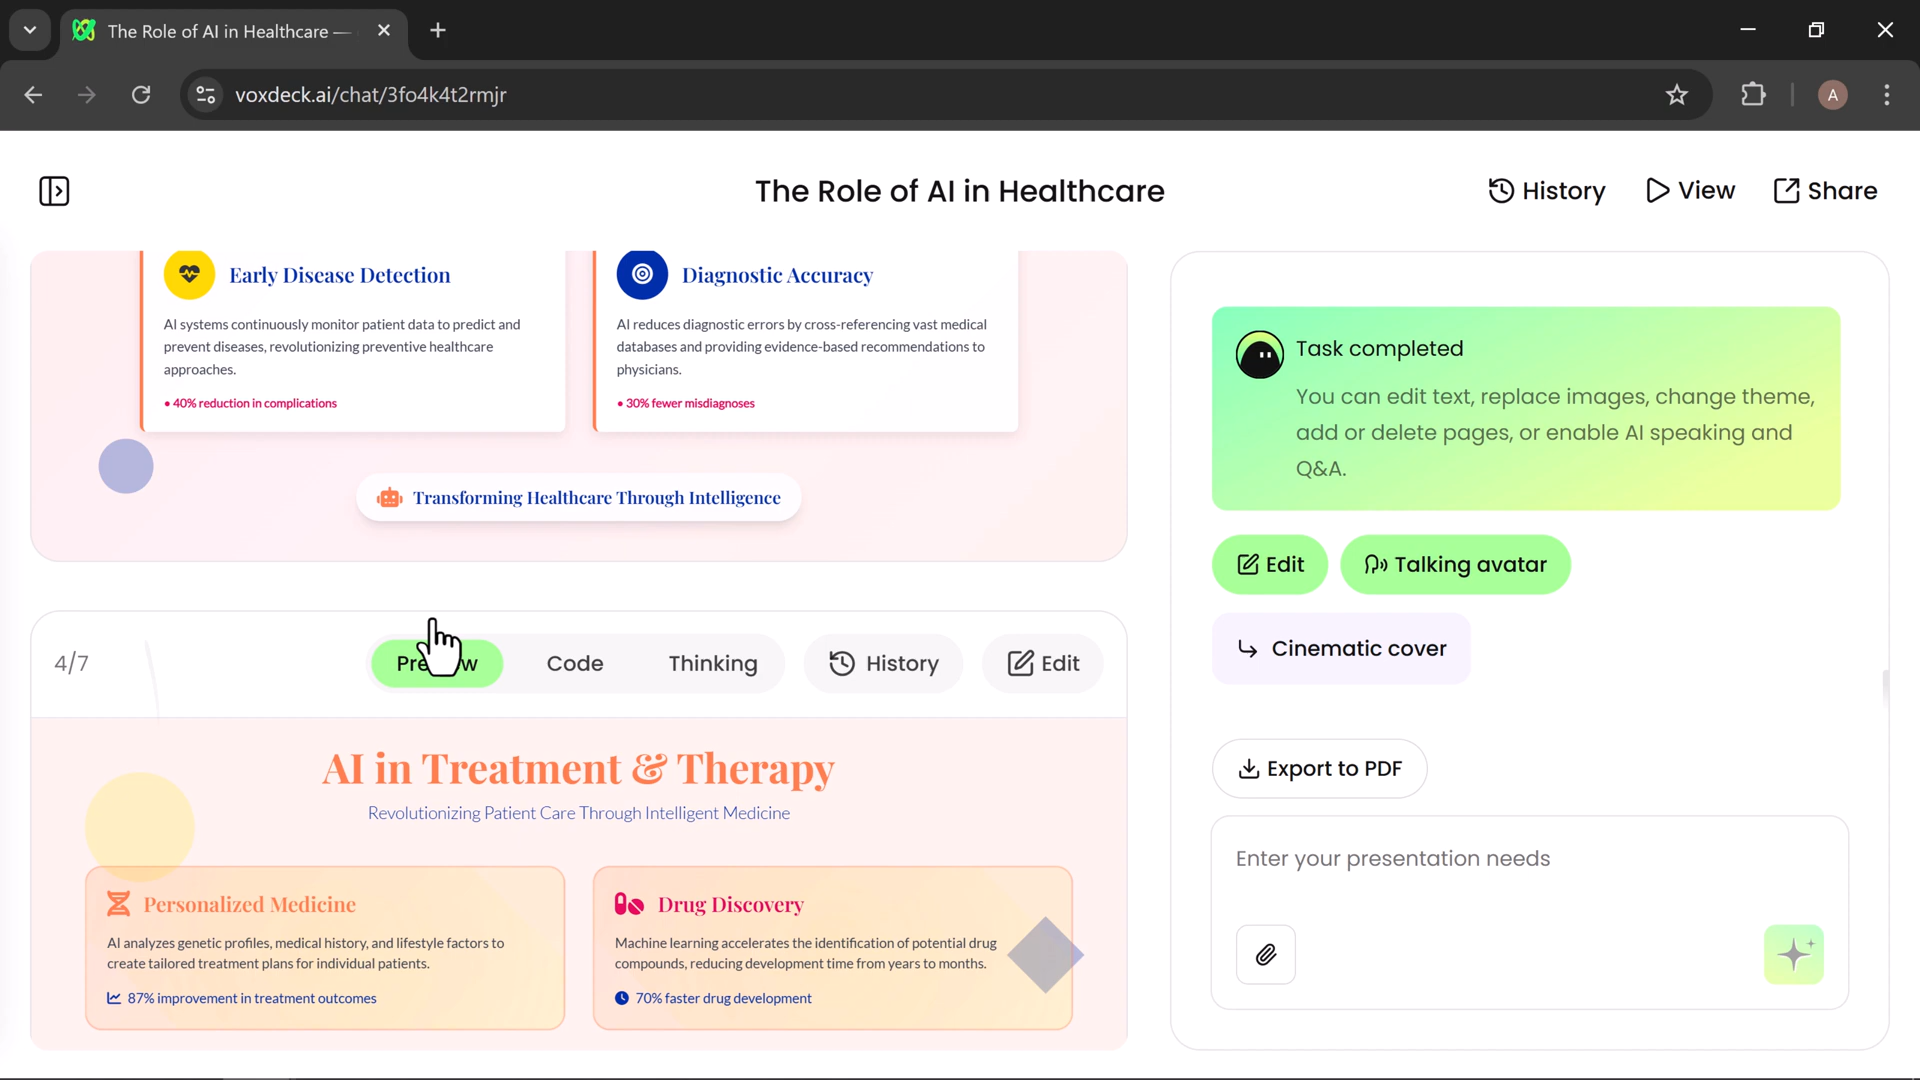 The Role of AI in Healthcare —
voxdeck.ai/chat/3fo4k4t2rmjr
A
The Role of AI in Healthcare
History
View
Share
Early Disease Detection
AI systems continuously monitor patient data to predict and
prevent diseases, revolutionizing preventive healthcare
approaches.
• 40% reduction in complications
Diagnostic Accuracy
AI reduces diagnostic errors by cross-referencing vast medical
databases and providing evidence-based recommendations to
physicians.
• 30% fewer misdiagnoses
Transforming Healthcare Through Intelligence
4/7
Preview
Code
Thinking
History
Edit
AI in Treatment & Therapy
Revolutionizing Patient Care Through Intelligent Medicine
Personalized Medicine
AI analyzes genetic profiles, medical history, and lifestyle factors to
create tailored treatment plans for individual patients.
87% improvement in treatment outcomes
Drug Discovery
Machine learning accelerates the identification of potential drug
compounds, reducing development time from years to months.
70% faster drug development
Task completed
You can edit text, replace images, change theme,
add or delete pages, or enable AI speaking and
Q&A.
Edit
Talking avatar
Cinematic cover
Export to PDF
Enter your presentation needs